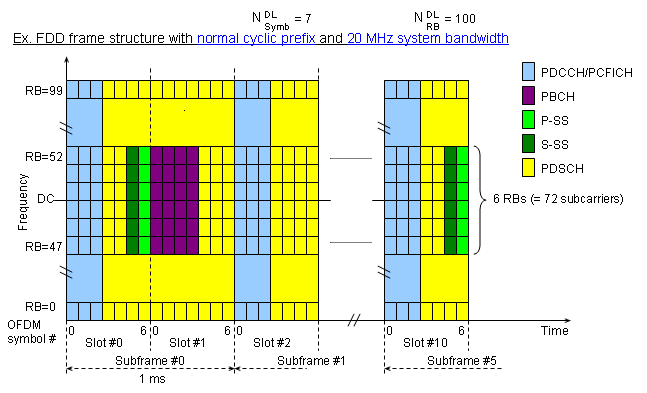 N DL Symb = 7
N DL RB = 100
Ex. FDD frame structure with normal cyclic prefix and 20 MHz system bandwidth
RB=99
RB=52
DC
RB=47
RB=0
Frequency
PDCCH/PCFICH
PBCH
P-SS
S-SS
PDSCH
6 RBs (= 72 subcarriers)
OFDM symbol #
0 6 0 6 0 0 6
Time
Slot #0 Slot #1 Slot #2 Slot #10
Subframe #0 Subframe #1 Subframe #5
1 ms